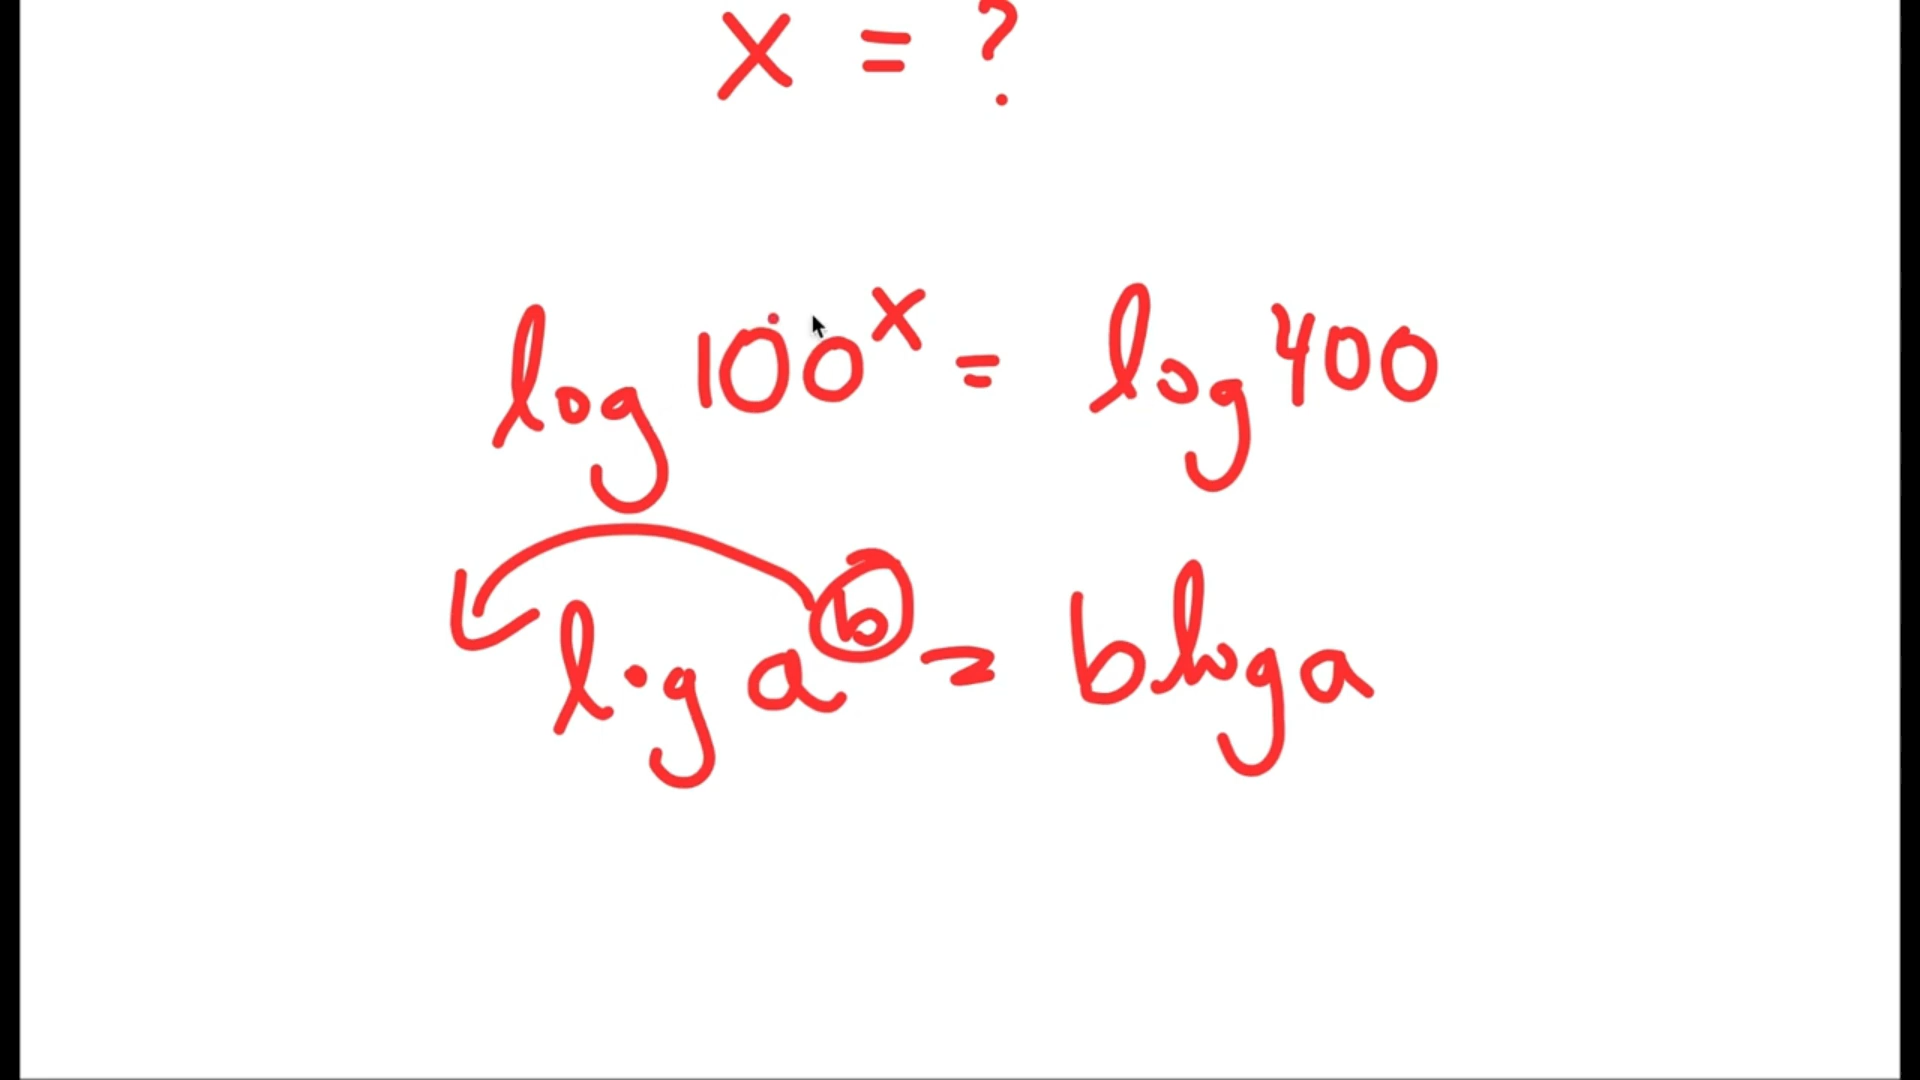 x = ?
log 100^x = log 400
log a^b = b log a